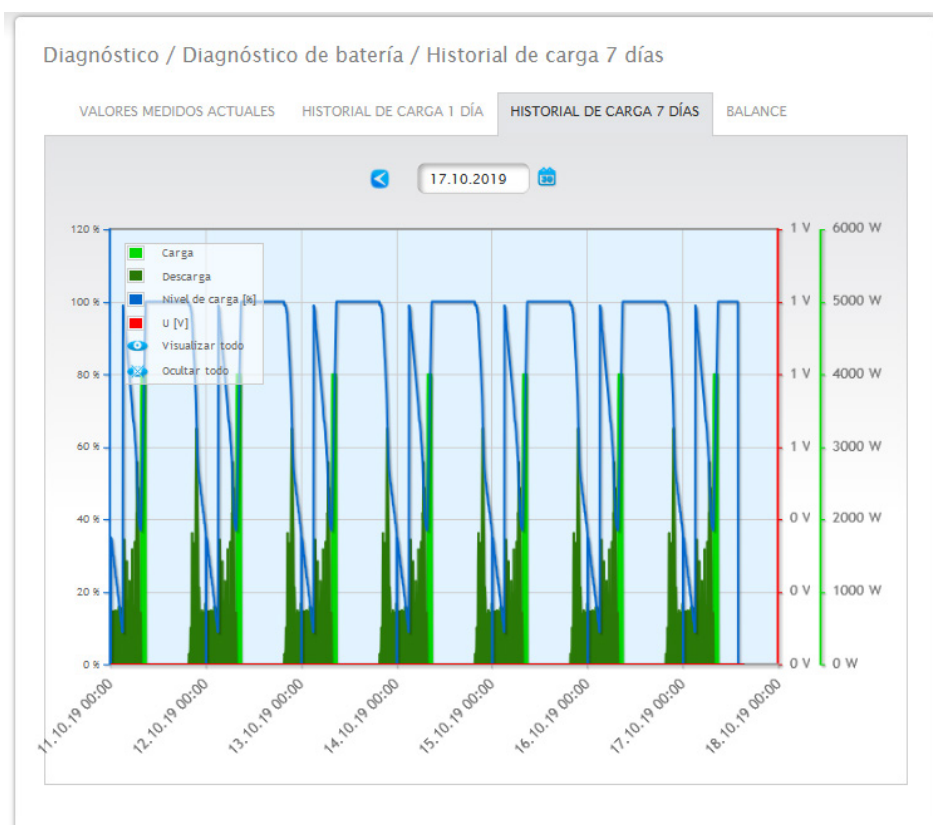 Diagnóstico / Diagnóstico de batería / Historial de carga 7 días
VALORES MEDIDOS ACTUALES HISTORIAL DE CARGA 1 DÍA HISTORIAL DE CARGA 7 DÍAS BALANCE
17.10.2019
120 % 1 V 6000 W
Carga
Descarga
100 % Nivel de carga [%] 1 V 5000 W
U [V]
Visualizar todo
80 % Ocultar todo 1 V 4000 W
60 % 1 V 3000 W
40 % 0 V 2000 W
20 % 0 V 1000 W
0 % 0 V 0 W
11.10.19 00:00 12.10.19 00:00 13.10.19 00:00 14.10.19 00:00 15.10.19 00:00 16.10.19 00:00 17.10.19 00:00 18.10.19 00:00